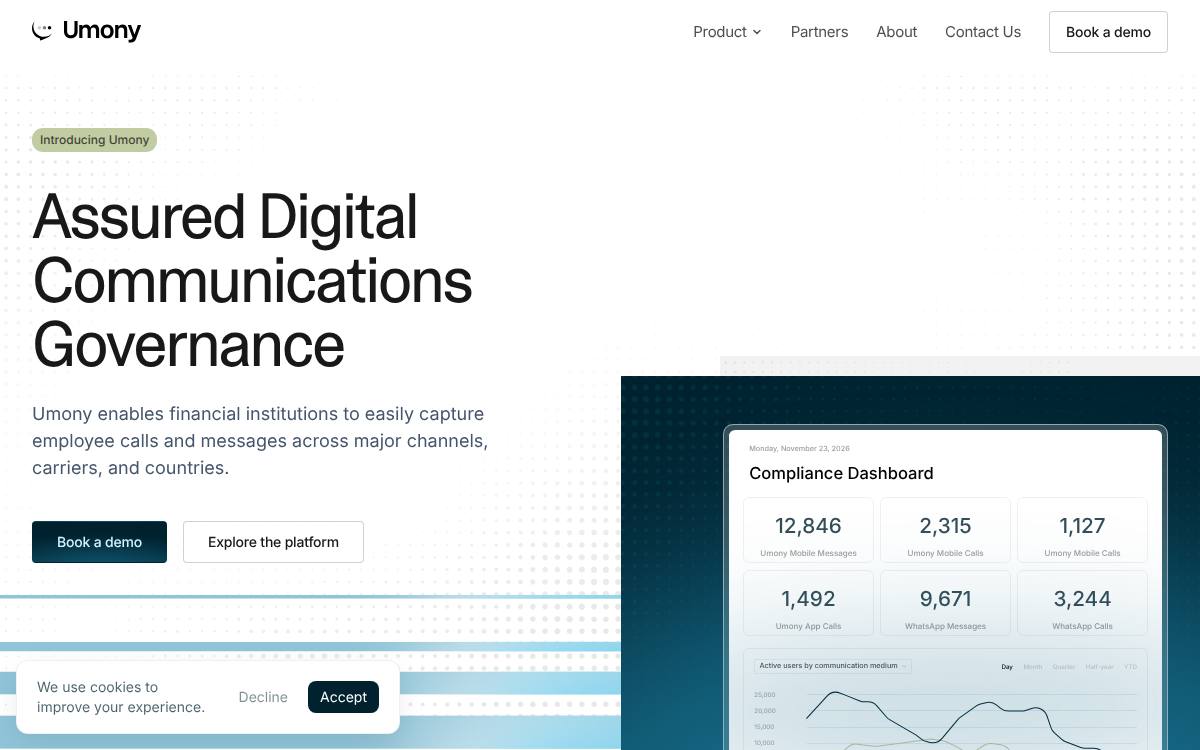 Umony
Product
Partners
About
Contact Us
Book a demo
Introducing Umony
Assured Digital
Communications
Governance
Umony enables financial institutions to easily capture
employee calls and messages across major channels,
carriers, and countries.
Book a demo
Explore the platform
Monday, November 23, 2026
Compliance Dashboard
12,846
Umony Mobile Messages
2,315
Umony Mobile Calls
1,127
Umony Mobile Calls
1,492
Umony App Calls
9,671
WhatsApp Messages
3,244
WhatsApp Calls
Active users by communication medium
Day
Month
Quarter
Half-year
YTD
25,000
20,000
15,000
10,000
We use cookies to
improve your experience.
Decline
Accept